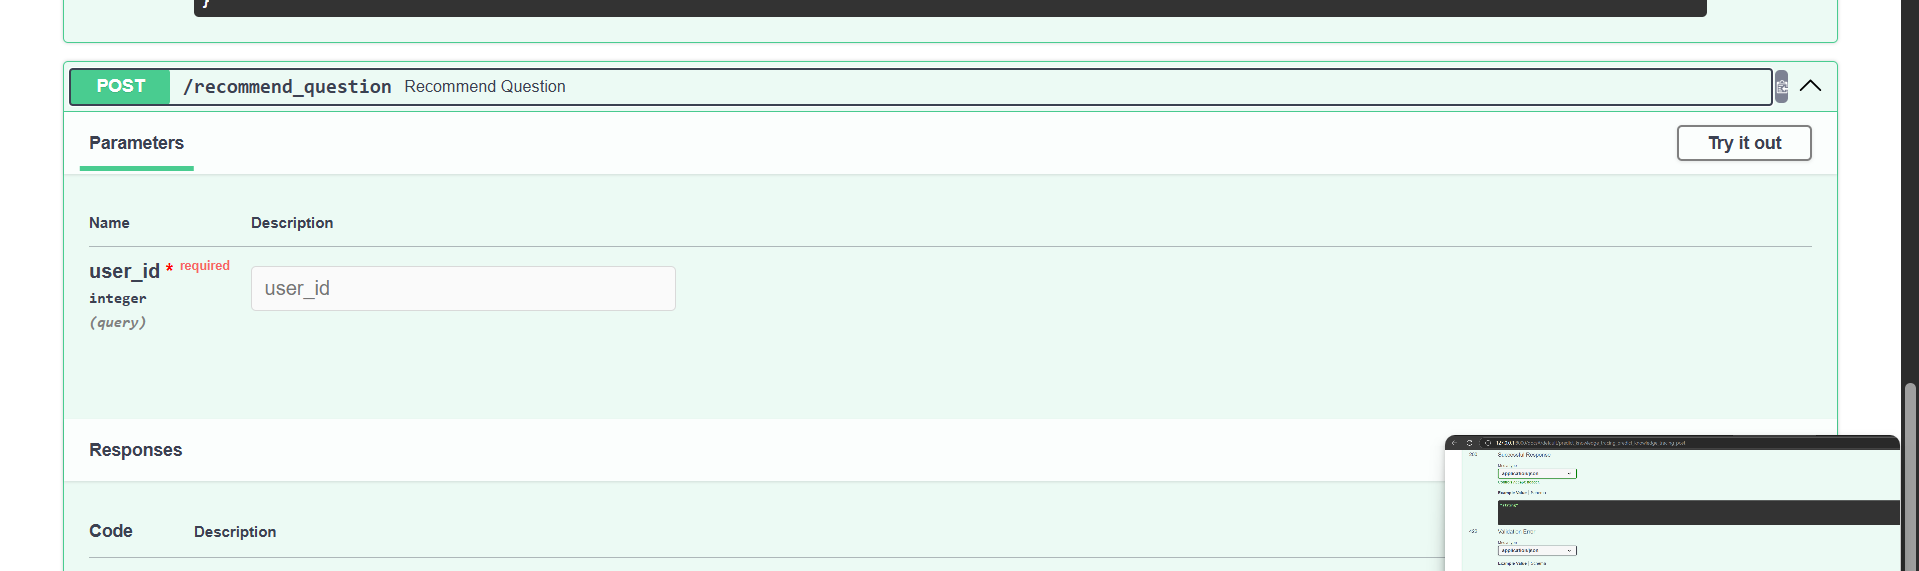 }
POST /recommend_question Recommend Question
Parameters
Try it out
Name Description
user_id * required
integer
(query)
user_id
Responses
Code Description
200 Successful Response
application/json
Example Value | Schema
"string"
422 Validation Error
application/json
Example Value | Schema